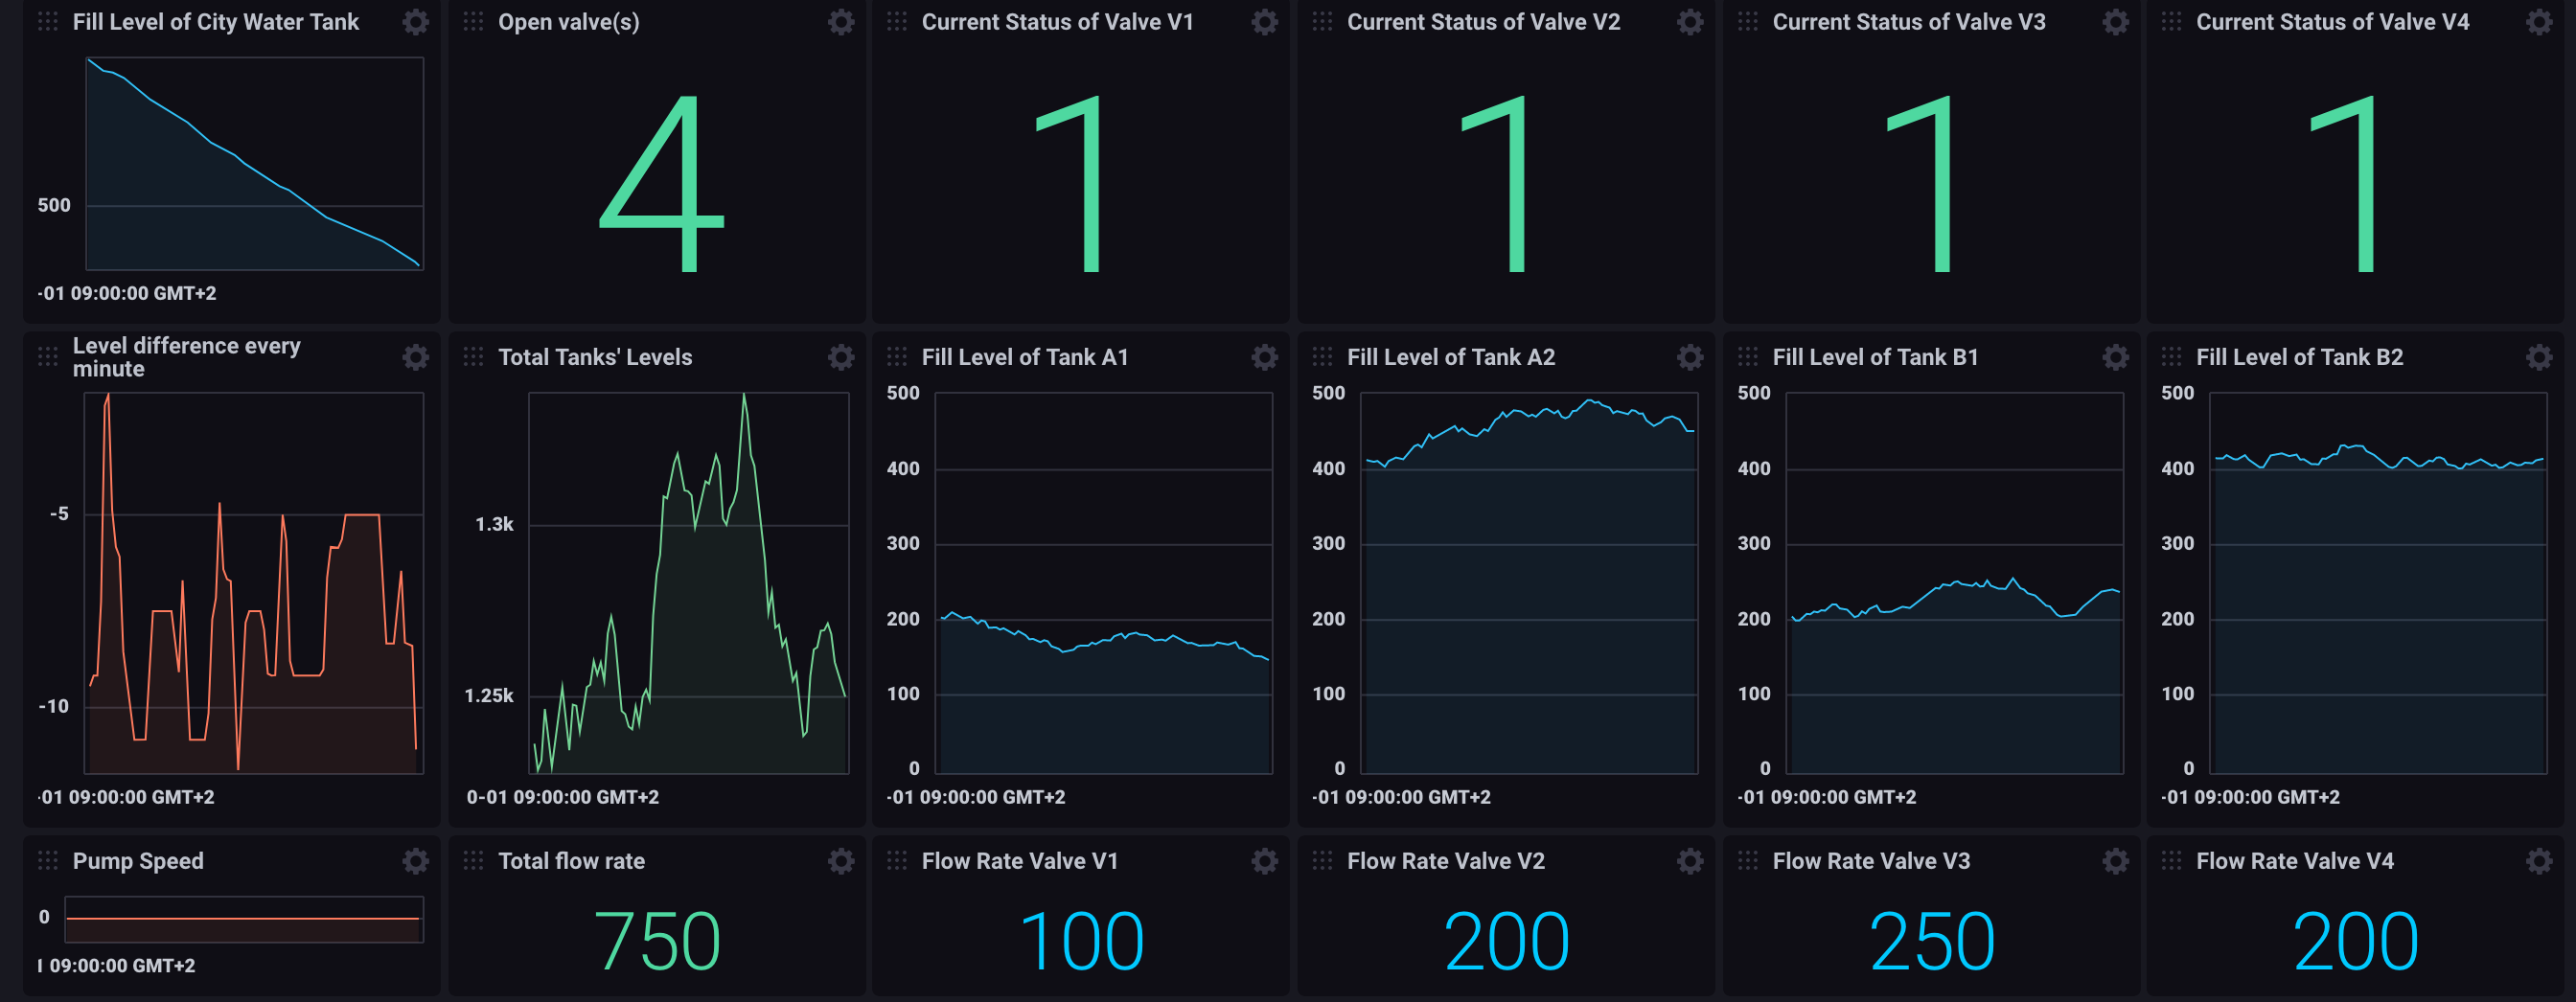 Fill Level of City Water Tank
500
-01 09:00:00 GMT+2
Open valve(s)
4
Current Status of Valve V1
1
Current Status of Valve V2
1
Current Status of Valve V3
1
Current Status of Valve V4
1
Level difference every
minute
-5
-10
-01 09:00:00 GMT+2
Total Tanks' Levels
1.3k
1.25k
0-01 09:00:00 GMT+2
Fill Level of Tank A1
500
400
300
200
100
0
-01 09:00:00 GMT+2
Fill Level of Tank A2
500
400
300
200
100
0
-01 09:00:00 GMT+2
Fill Level of Tank B1
500
400
300
200
100
0
-01 09:00:00 GMT+2
Fill Level of Tank B2
500
400
300
200
100
0
-01 09:00:00 GMT+2
Pump Speed
0
1 09:00:00 GMT+2
Total flow rate
750
Flow Rate Valve V1
100
Flow Rate Valve V2
200
Flow Rate Valve V3
250
Flow Rate Valve V4
200